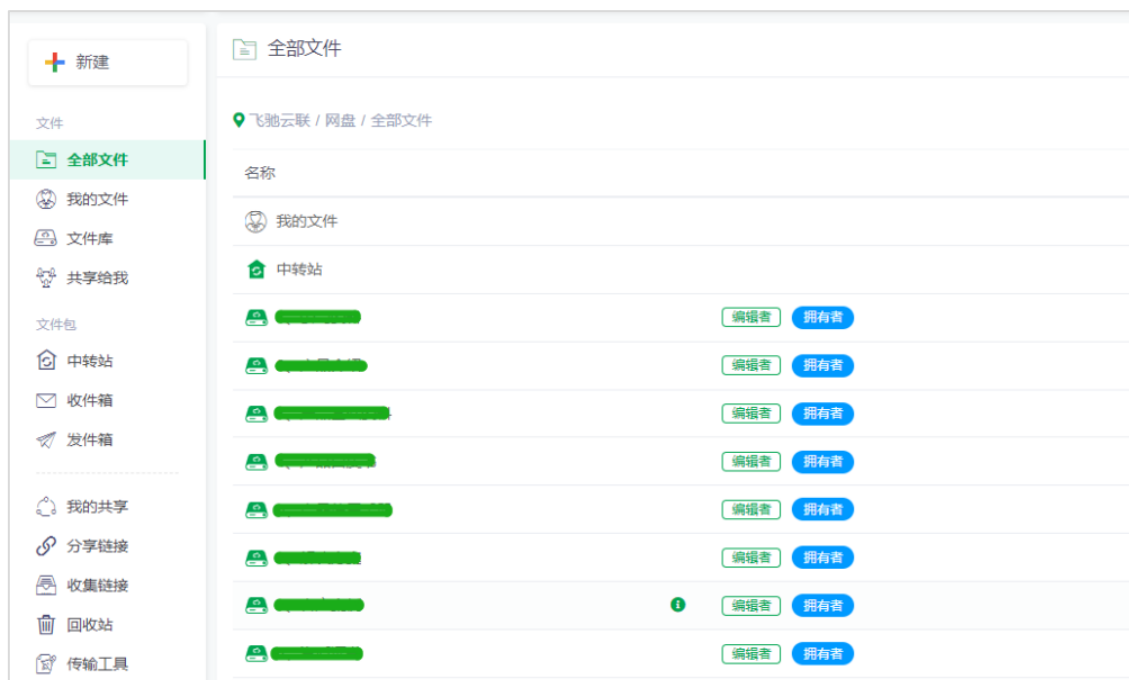 新建
文件
全部文件
我的文件
文件库
共享给我
文件包
中转站
收件箱
发件箱
我的共享
分享链接
收集链接
回收站
传输工具
全部文件
飞驰云联 / 网盘 / 全部文件
名称
我的文件
中转站
编辑者 拥有者
编辑者 拥有者
编辑者 拥有者
编辑者 拥有者
编辑者 拥有者
编辑者 拥有者
编辑者 拥有者
编辑者 拥有者